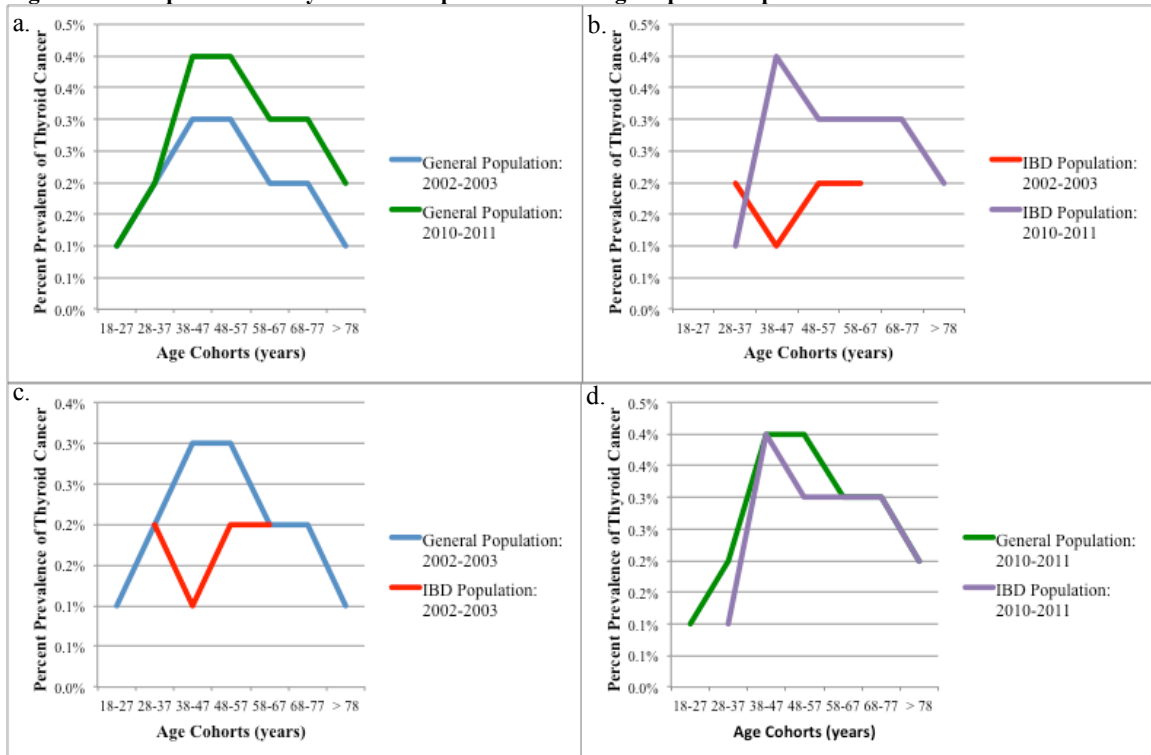 a.
Percent Prevalence of Thyroid Cancer
0.5%
0.4%
0.4%
0.3%
0.3%
0.2%
0.2%
0.1%
0.1%
0.0%
18-27 28-37 38-47 48-57 58-67 68-77 > 78
Age Cohorts (years)
General Population:
2002-2003
General Population:
2010-2011
b.
Percent Prevalecne of Thyroid Cancer
0.5%
0.4%
0.4%
0.3%
0.3%
0.2%
0.2%
0.1%
0.1%
0.0%
18-27 28-37 38-47 48-57 58-67 68-77 > 78
Age Cohorts (years)
IBD Population:
2002-2003
IBD Population:
2010-2011
c.
Percent Prevalence of Thyroid Cancer
0.4%
0.3%
0.3%
0.2%
0.2%
0.1%
0.1%
0.0%
18-27 28-37 38-47 48-57 58-67 68-77 > 78
Age Cohorts (years)
General Population:
2002-2003
IBD Population:
2002-2003
d.
Percent Prevalence of Thyroid Cancer
0.5%
0.4%
0.4%
0.3%
0.3%
0.2%
0.2%
0.1%
0.1%
0.0%
18-27 28-37 38-47 48-57 58-67 68-77 > 78
Age Cohorts (years)
General Population:
2010-2011
IBD Population:
2010-2011